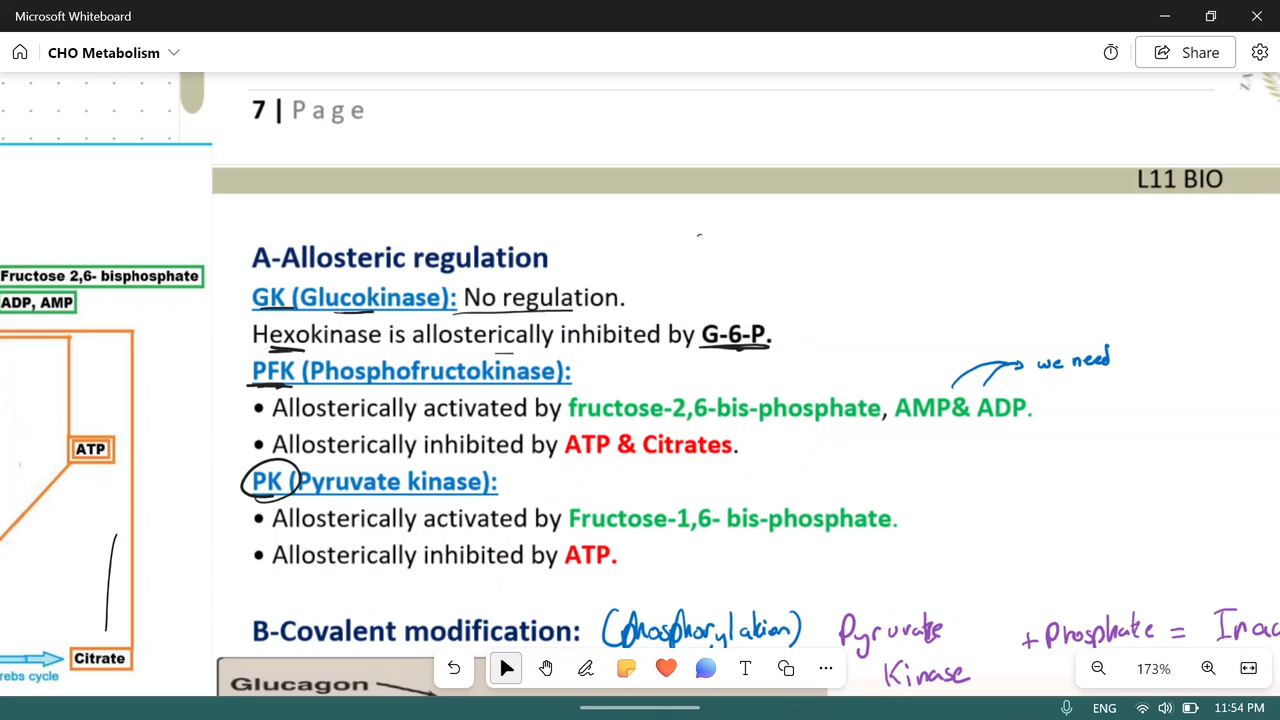 Microsoft Whiteboard
CHO Metabolism
Share
7 | Page
L11 BIO
Fructose 2,6- bisphosphate
ADP, AMP
ATP
Citrate
rebs cycle
A-Allosteric regulation
GK (Glucokinase): No regulation.
Hexokinase is allosterically inhibited by G-6-P.
PFK (Phosphofructokinase):
we need
• Allosterically activated by fructose-2,6-bis-phosphate, AMP& ADP.
• Allosterically inhibited by ATP & Citrates.
PK (Pyruvate kinase):
• Allosterically activated by Fructose-1,6- bis-phosphate.
• Allosterically inhibited by ATP.
B-Covalent modification: (phosphorylation) Pyruvate + Phosphate = Inac
Kinase
Glucagon
173%
ENG 11:54 PM